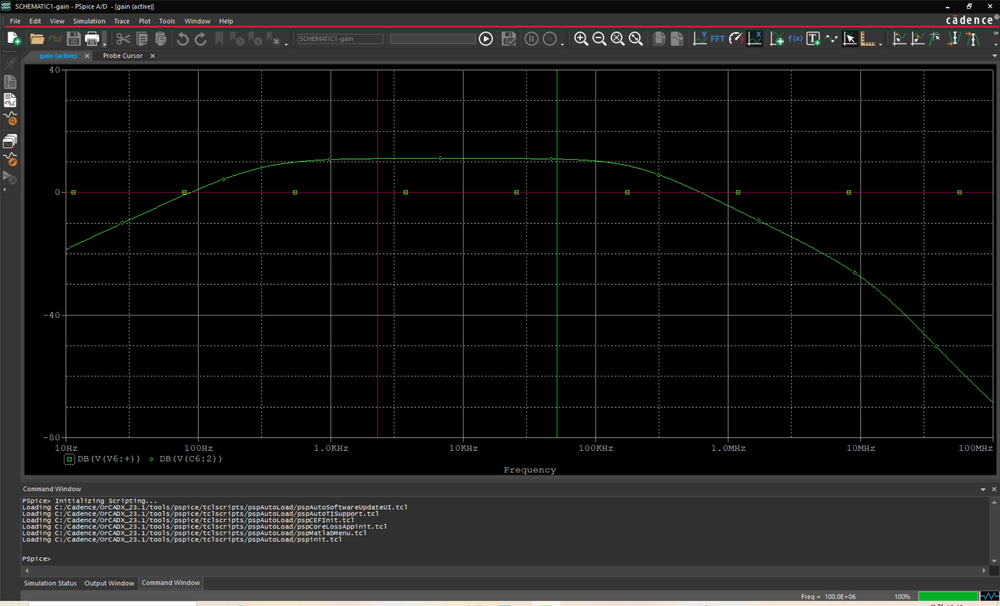 SCHEMATIC1-gain - PSpice A/D - [gain (active)]
File Edit View Simulation Trace Plot Tools Window Help
cādence®
SCHEMATIC1-gain
Y FFT X f(x) T
gain (active) Probe Cursor
PSpice
40
0
-40
-80
10Hz 100Hz 1.0KHz 10KHz 100KHz 1.0MHz 10MHz 100MHz
DB(V(V6:+)) DB(V(C6:2))
Frequency
Command Window
PSpice> Initializing Scripting...
Loading C:/Cadence/OrCADX_23.1/tools/pspice/tclscripts/pspAutoLoad/pspAutoSoftwareUpdateUI.tcl
Loading C:/Cadence/OrCADX_23.1/tools/pspice/tclscripts/pspAutoLoad/pspAutoTISupport.tcl
Loading C:/Cadence/OrCADX_23.1/tools/pspice/tclscripts/pspAutoLoad/pspCEFInit.tcl
Loading C:/Cadence/OrCADX_23.1/tools/pspice/tclscripts/pspAutoLoad/pspCoreLossAppinit.tcl
Loading C:/Cadence/OrCADX_23.1/tools/pspice/tclscripts/pspAutoLoad/pspMatlabMenu.tcl
Loading C:/Cadence/OrCADX_23.1/tools/pspice/tclscripts/pspAutoLoad/pspinit.tcl
PSpice>
Simulation Status Output Window Command Window
Freq = 100.0E+06 100%